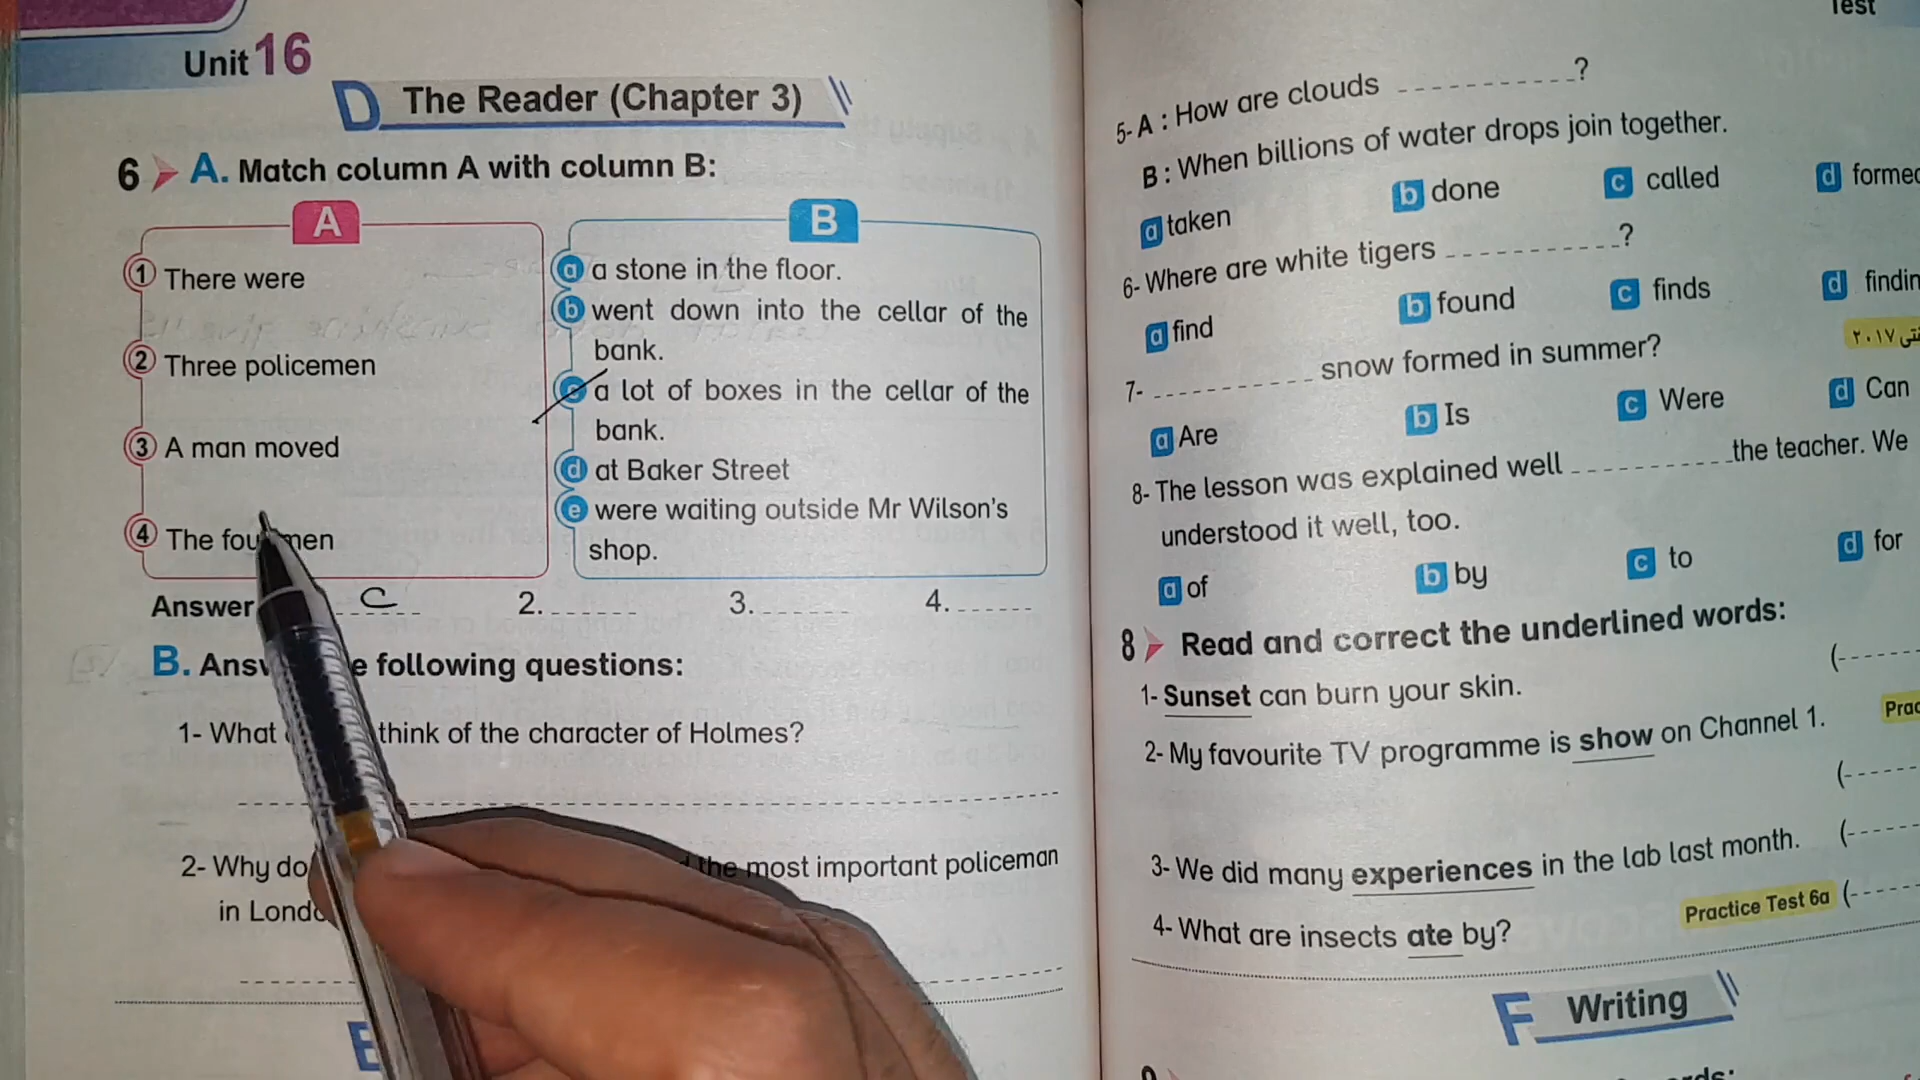 Unit 16
D The Reader (Chapter 3)
6 A. Match column A with column B:
A
1 There were
2 Three policemen
3 A man moved
4 The four men
B
a a stone in the floor.
b went down into the cellar of the
bank.
c a lot of boxes in the cellar of the
bank.
d at Baker Street
e were waiting outside Mr Wilson's
shop.
Answer C 2. 3. 4.
B. following questions:
1- What think of the character of Holmes?
2- Why do the most important policeman
in
E
Test
5- A : How are clouds ?
B : When billions of water drops join together.
a taken b done c called d formed
6- Where are white tigers ?
a find b found c finds d findin
٢٠١٧
7- snow formed in summer?
a Are b Is c Were d Can
8- The lesson was explained well the teacher. We
understood it well, too.
a of b by c to d for
8 Read and correct the underlined words:
1- Sunset can burn your skin. (
2- My favourite TV programme is show on Channel 1. Prac
(
3- We did many experiences in the lab last month. (
4- What are insects ate by? Practice Test 6a (
F Writing